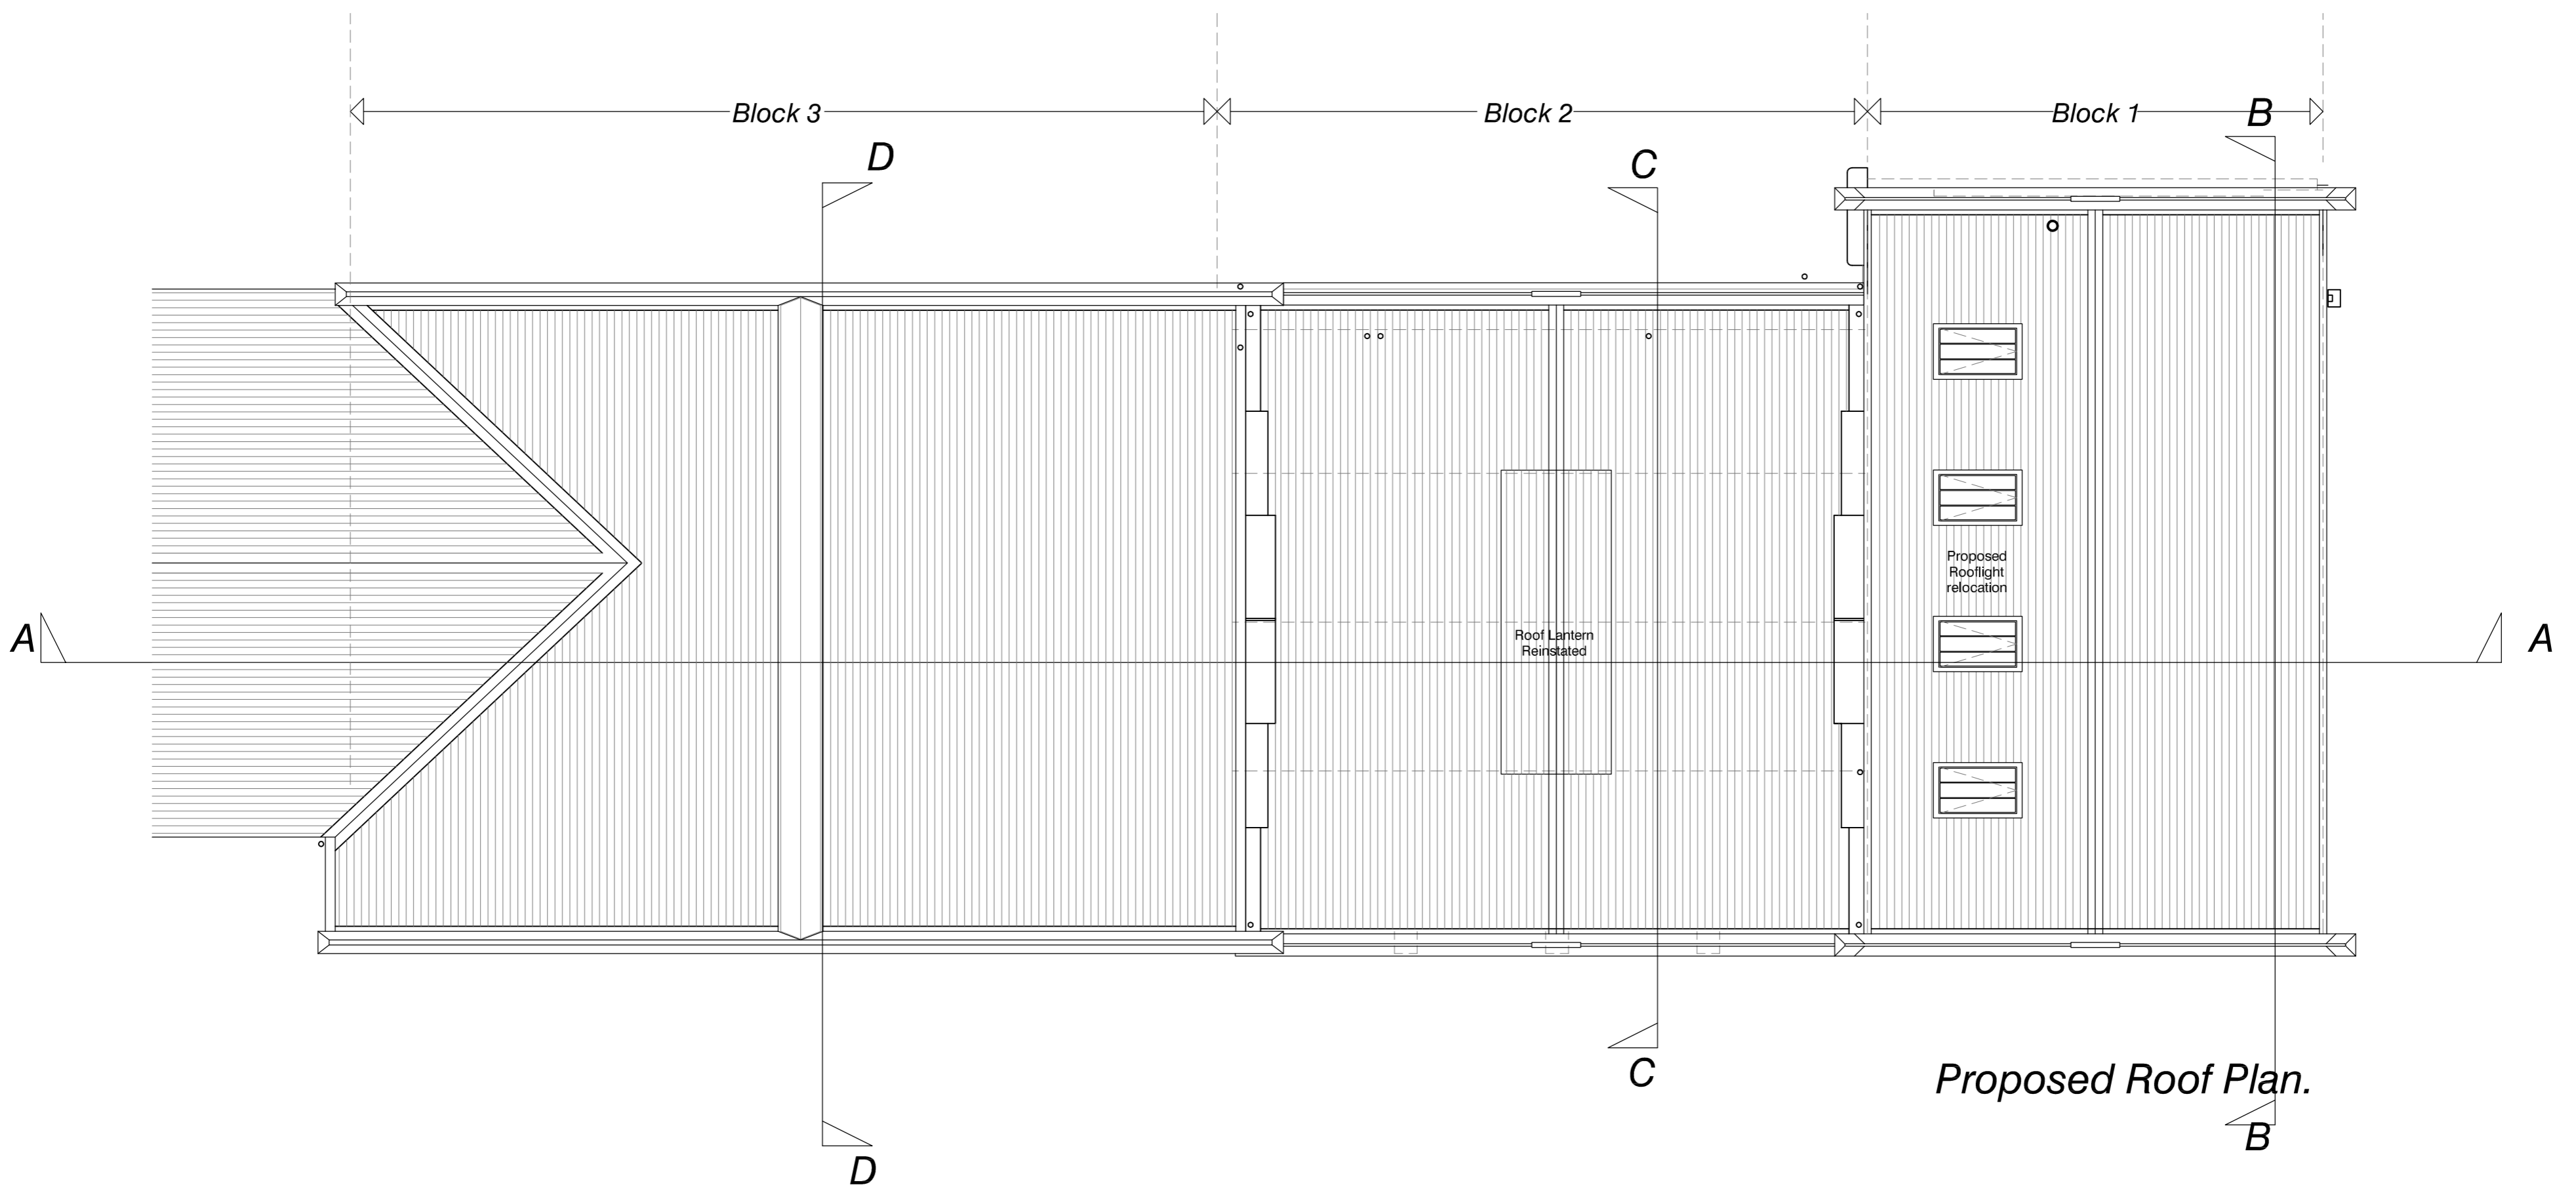 Block 3
Block 2
Block 1
B
D
C
Proposed
Rooflight
relocation
A
Roof Lantern
Reinstated
A
C
Proposed Roof Plan.
B
D